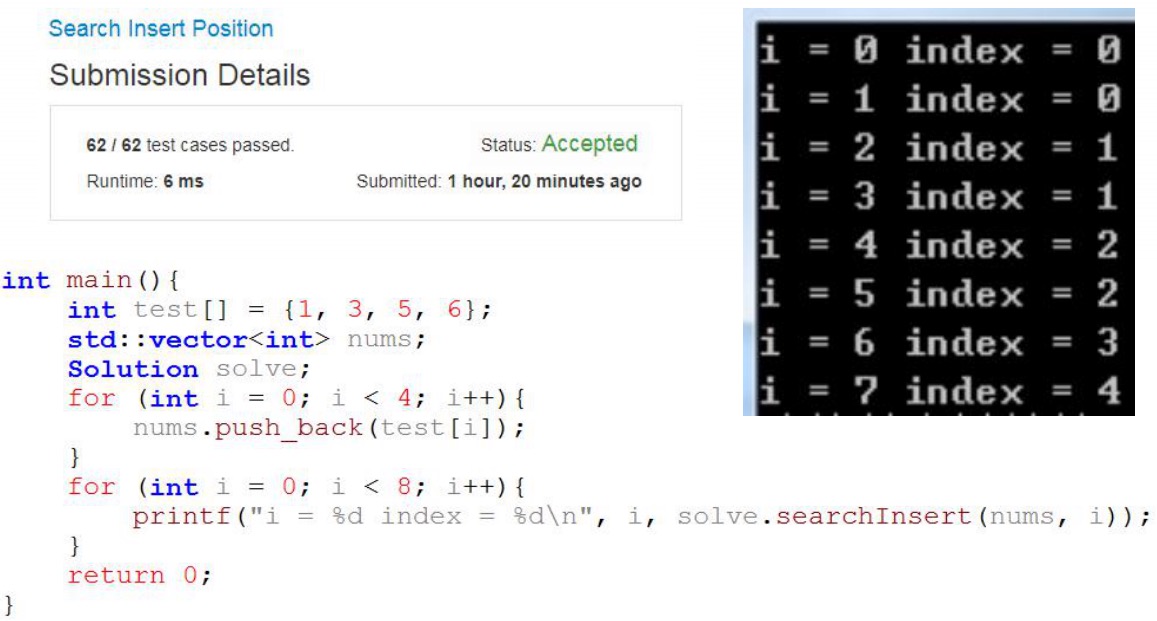 Search Insert Position
Submission Details
62 / 62 test cases passed.
Status: Accepted
Runtime: 6 ms
Submitted: 1 hour, 20 minutes ago
i = 0 index = 0
i = 1 index = 0
i = 2 index = 1
i = 3 index = 1
i = 4 index = 2
i = 5 index = 2
i = 6 index = 3
i = 7 index = 4
int main(){
    int test[] = {1, 3, 5, 6};
    std::vector<int> nums;
    Solution solve;
    for (int i = 0; i < 4; i++){
        nums.push_back(test[i]);
    }
    for (int i = 0; i < 8; i++){
        printf("i = %d index = %d\n", i, solve.searchInsert(nums, i));
    }
    return 0;
}